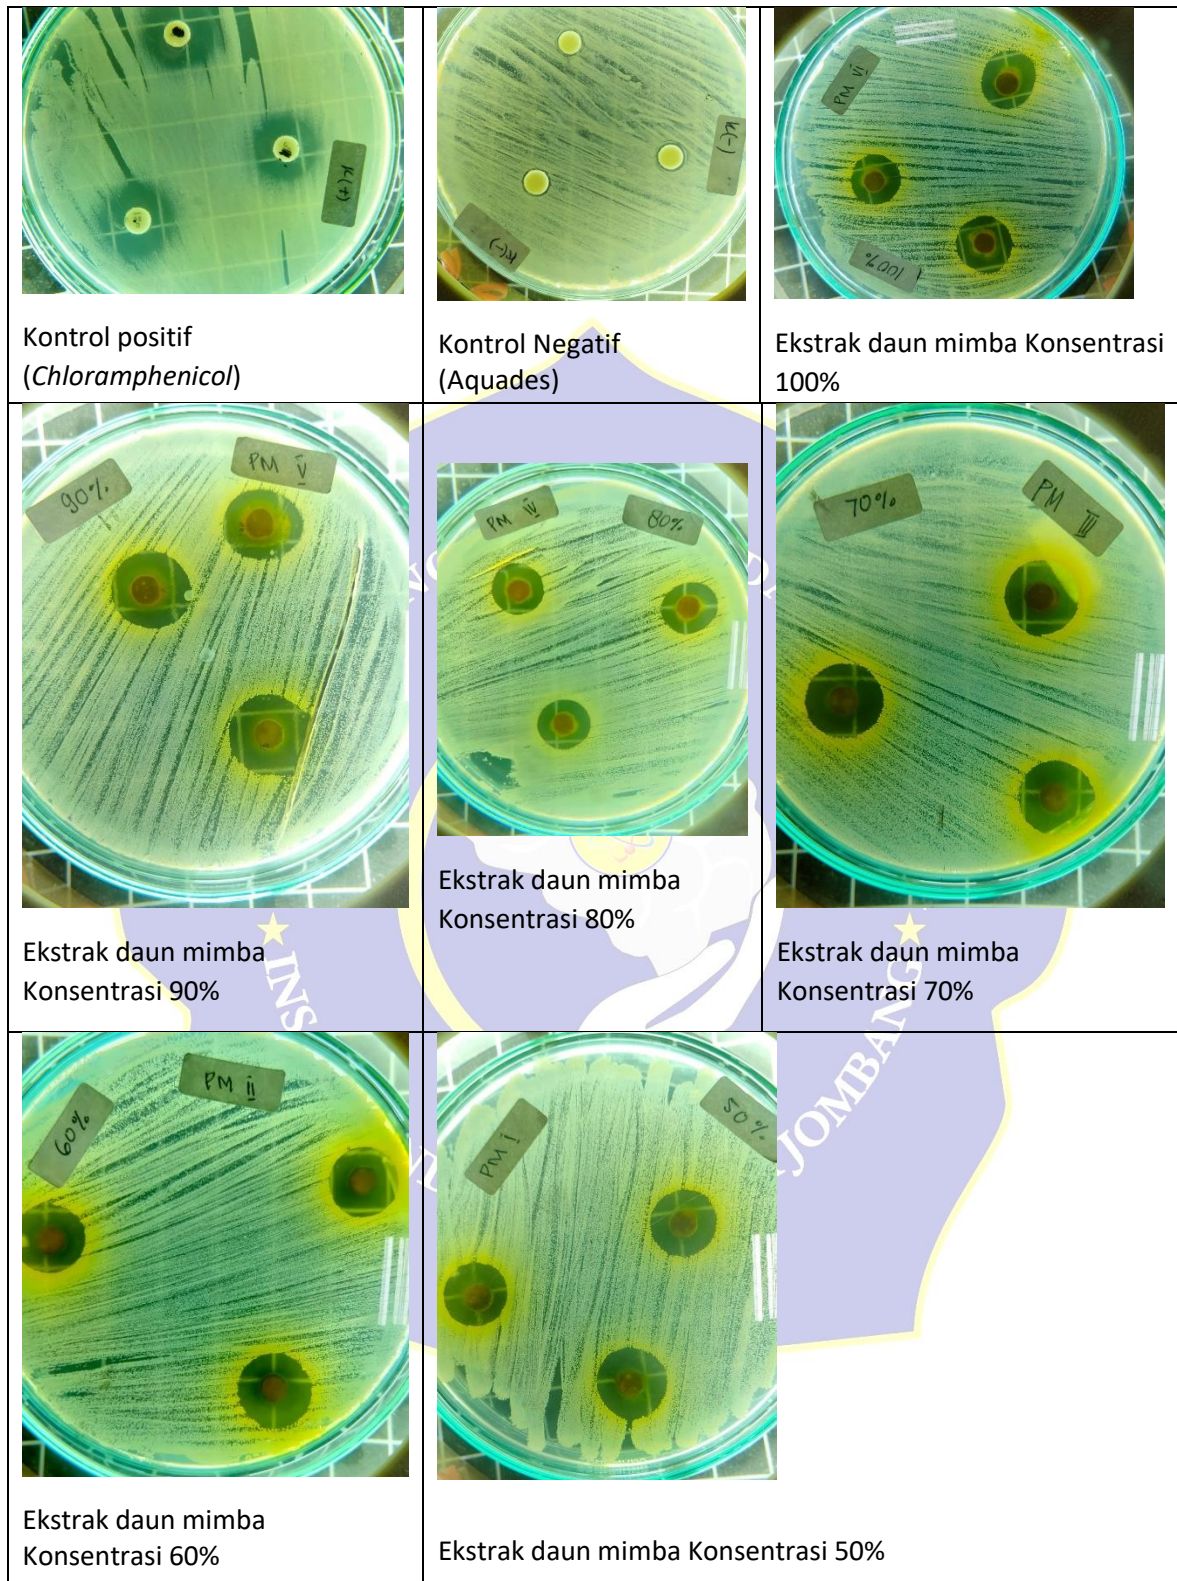 K(+)
Kontrol positif
(Chloramphenicol)
K(-)
K(-)
Kontrol Negatif
(Aquades)
PM VI
100%
Ekstrak daun mimba Konsentrasi
100%
90%
PM V
Ekstrak daun mimba
Konsentrasi 90%
PM IV
80%
Ekstrak daun mimba
Konsentrasi 80%
70%
PM III
Ekstrak daun mimba
Konsentrasi 70%
INS
JOMBANG
60%
PM II
Ekstrak daun mimba
Konsentrasi 60%
PM I
50%
Ekstrak daun mimba Konsentrasi 50%